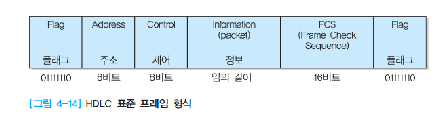 Flag Address Control Information (packet) FCS (Frame Check Sequence) Flag
플래그 주소 제어 정보 플래그
01111110 8비트 8비트 임의 길이 16비트 01111110
[그림 4-14] HDLC 표준 프레임 형식